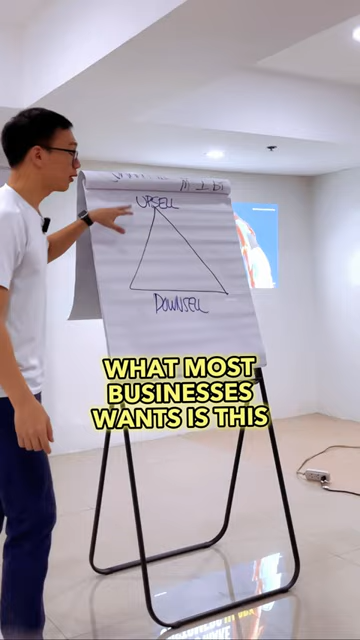 UPSELL
DOWNSELL
WHAT MOST
BUSINESSES
WANTS IS THIS